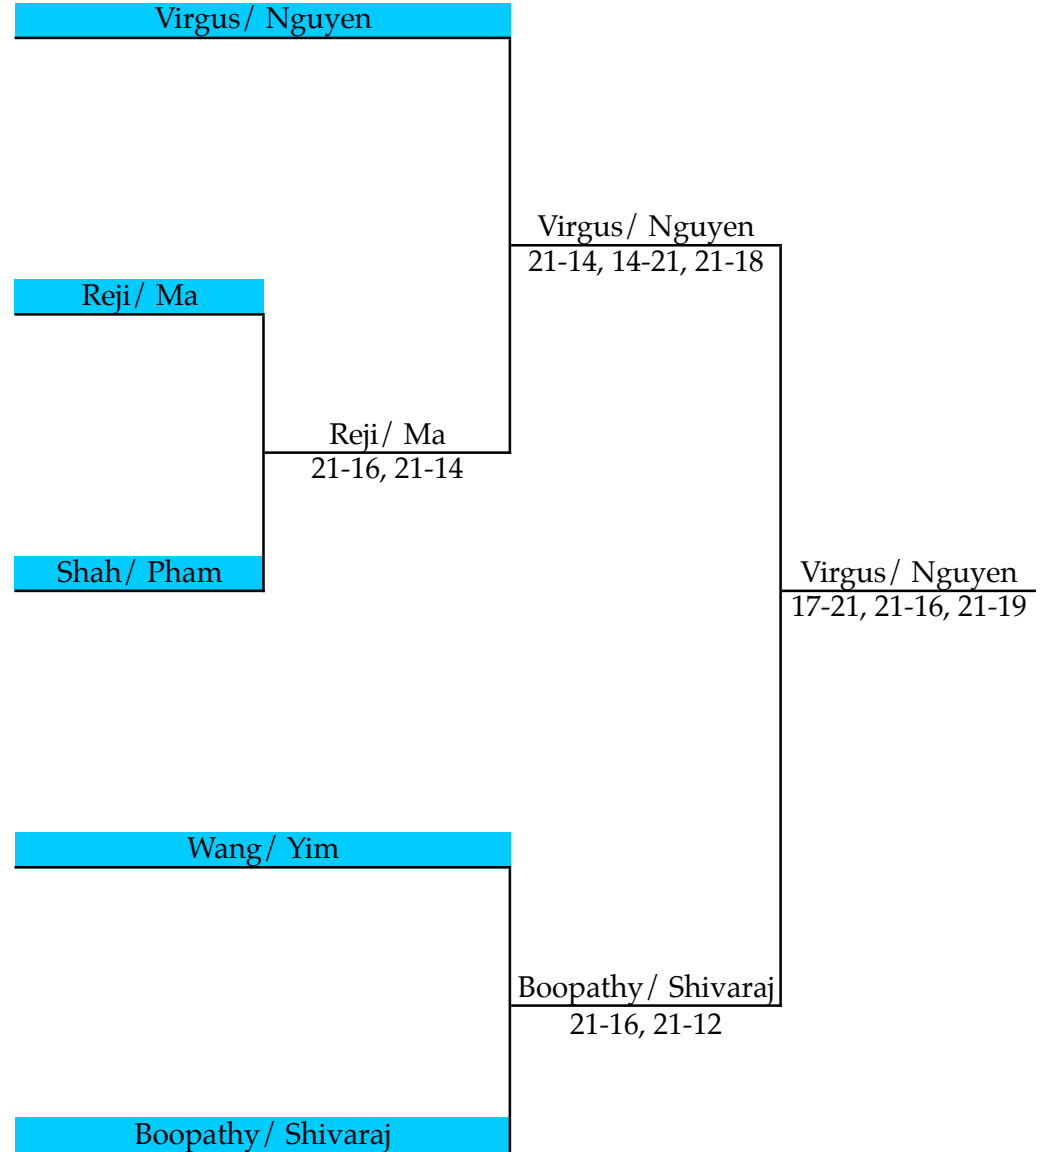 Virgus/ Nguyen
Virgus/ Nguyen
21-14, 14-21, 21-18
Reji/ Ma
Reji/ Ma
21-16, 21-14
Shah/ Pham
Virgus/ Nguyen
17-21, 21-16, 21-19
Wang/ Yim
Boopathy/ Shivaraj
21-16, 21-12
Boopathy/ Shivaraj